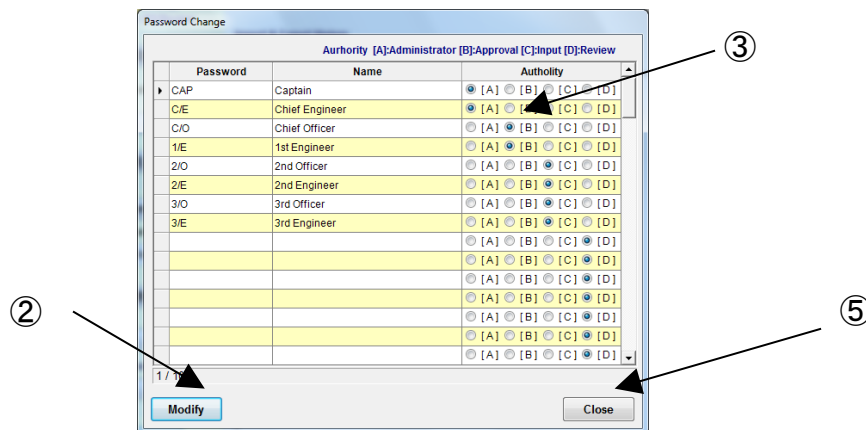 Password Change
Aurhority [A]:Administrator [B]:Approval [C]:Input [D]:Review
③
Password Name Autholity
CAP Captain [A] [B] [C] [D]
C/E Chief Engineer [A] [C] [D]
C/O Chief Officer [A] [B] [C] [D]
1/E 1st Engineer [A] [B] [C] [D]
2/O 2nd Officer [A] [B] [C] [D]
2/E 2nd Engineer [A] [B] [C] [D]
3/O 3rd Officer [A] [B] [C] [D]
3/E 3rd Engineer [A] [B] [C] [D]
[A] [B] [C] [D]
[A] [B] [C] [D]
[A] [B] [C] [D]
[A] [B] [C] [D]
② [A] [B] [C] [D] ⑤
[A] [B] [C] [D]
[A] [B] [C] [D]
1 /
Modify Close